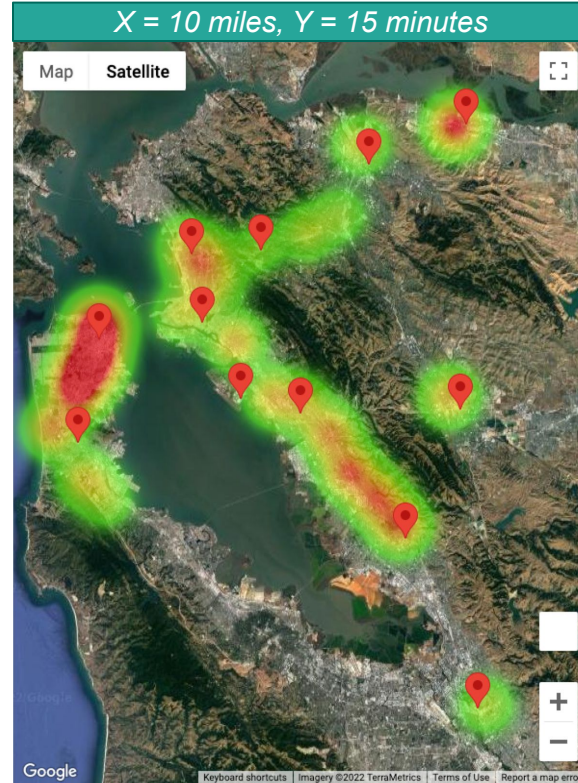 X = 10 miles, Y = 15 minutes
Map
Satellite
Google
Keyboard shortcuts
Imagery ©2022 TerraMetrics
Terms of Use
Report a map erro